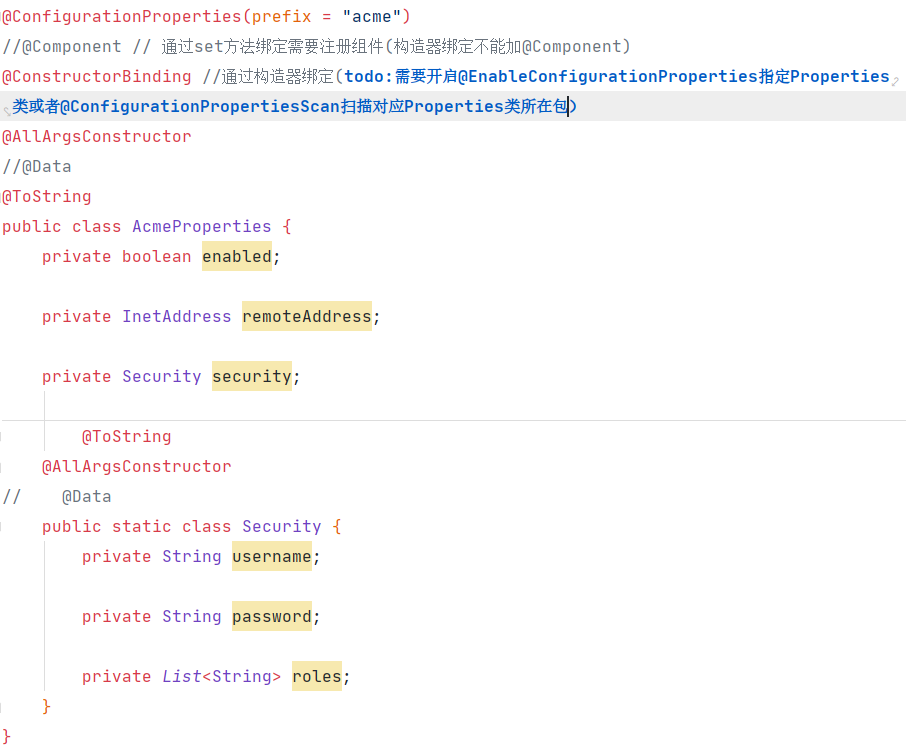 @ConfigurationProperties(prefix = "acme")
//@Component // 通过set方法绑定需要注册组件(构造器绑定不能加@Component)
@ConstructorBinding //通过构造器绑定(todo:需要开启@EnableConfigurationProperties指定Properties
类或者@ConfigurationPropertiesScan扫描对应Properties类所在包)
@AllArgsConstructor
//@Data
@ToString
public class AcmeProperties {
    private boolean enabled;
    private InetAddress remoteAddress;
    private Security security;
        @ToString
    @AllArgsConstructor
//    @Data
    public static class Security {
        private String username;
        private String password;
        private List<String> roles;
    }
}